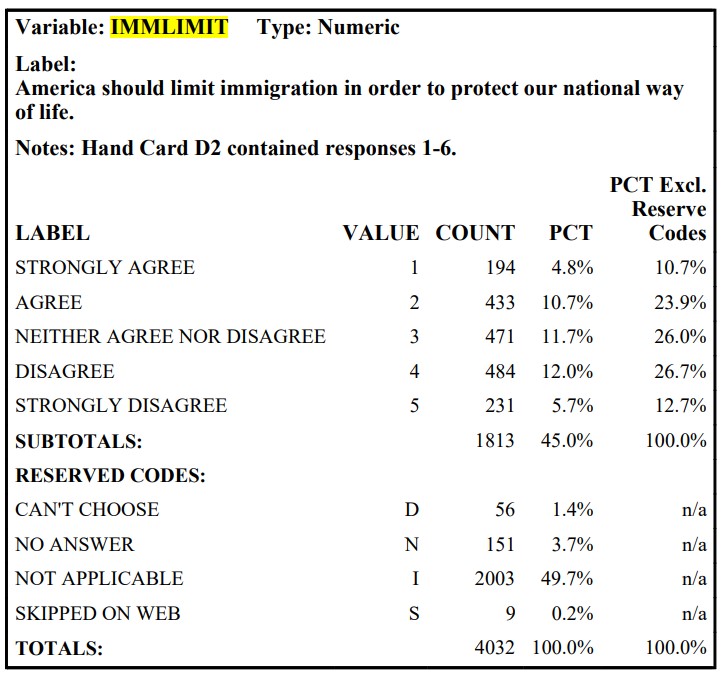 Variable: IMMLIMIT Type: Numeric
Label:
America should limit immigration in order to protect our national way
of life.
Notes: Hand Card D2 contained responses 1-6.
PCT Excl.
Reserve
LABEL VALUE COUNT PCT Codes
STRONGLY AGREE 1 194 4.8% 10.7%
AGREE 2 433 10.7% 23.9%
NEITHER AGREE NOR DISAGREE 3 471 11.7% 26.0%
DISAGREE 4 484 12.0% 26.7%
STRONGLY DISAGREE 5 231 5.7% 12.7%
SUBTOTALS: 1813 45.0% 100.0%
RESERVED CODES:
CAN'T CHOOSE D 56 1.4% n/a
NO ANSWER N 151 3.7% n/a
NOT APPLICABLE I 2003 49.7% n/a
SKIPPED ON WEB S 9 0.2% n/a
TOTALS: 4032 100.0% 100.0%